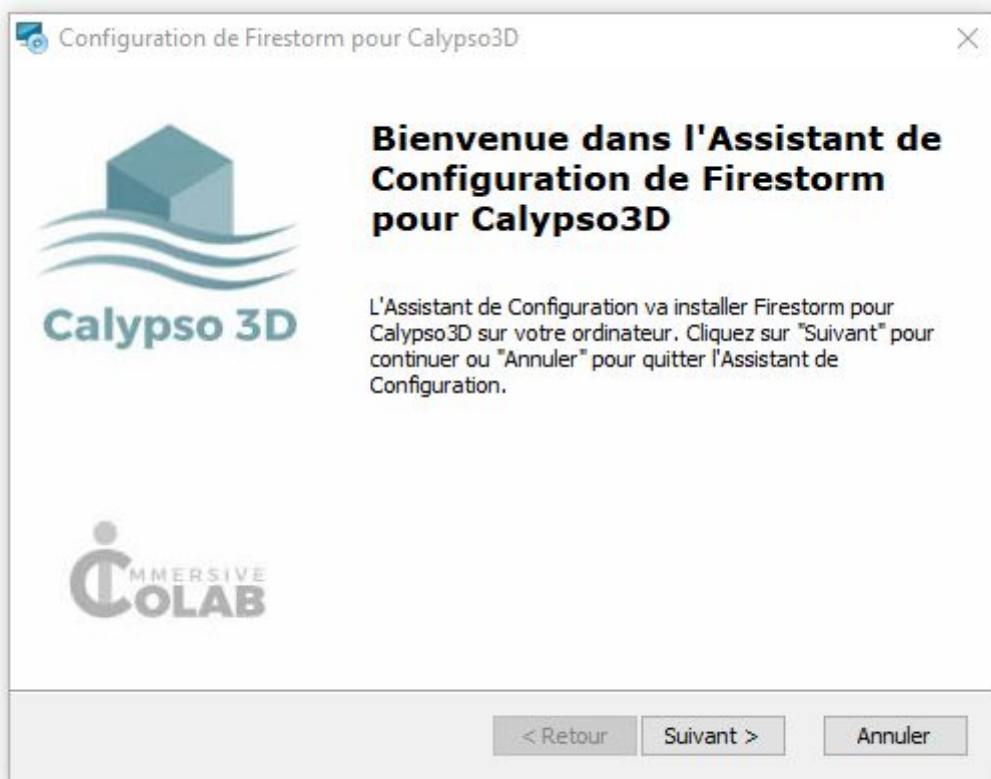 Configuration de Firestorm pour Calypso3D
Calypso 3D
Bienvenue dans l'Assistant de
Configuration de Firestorm
pour Calypso3D
L'Assistant de Configuration va installer Firestorm pour
Calypso3D sur votre ordinateur. Cliquez sur "Suivant" pour
continuer ou "Annuler" pour quitter l'Assistant de
Configuration.
IMMERSIVE
COLAB
< Retour
Suivant >
Annuler